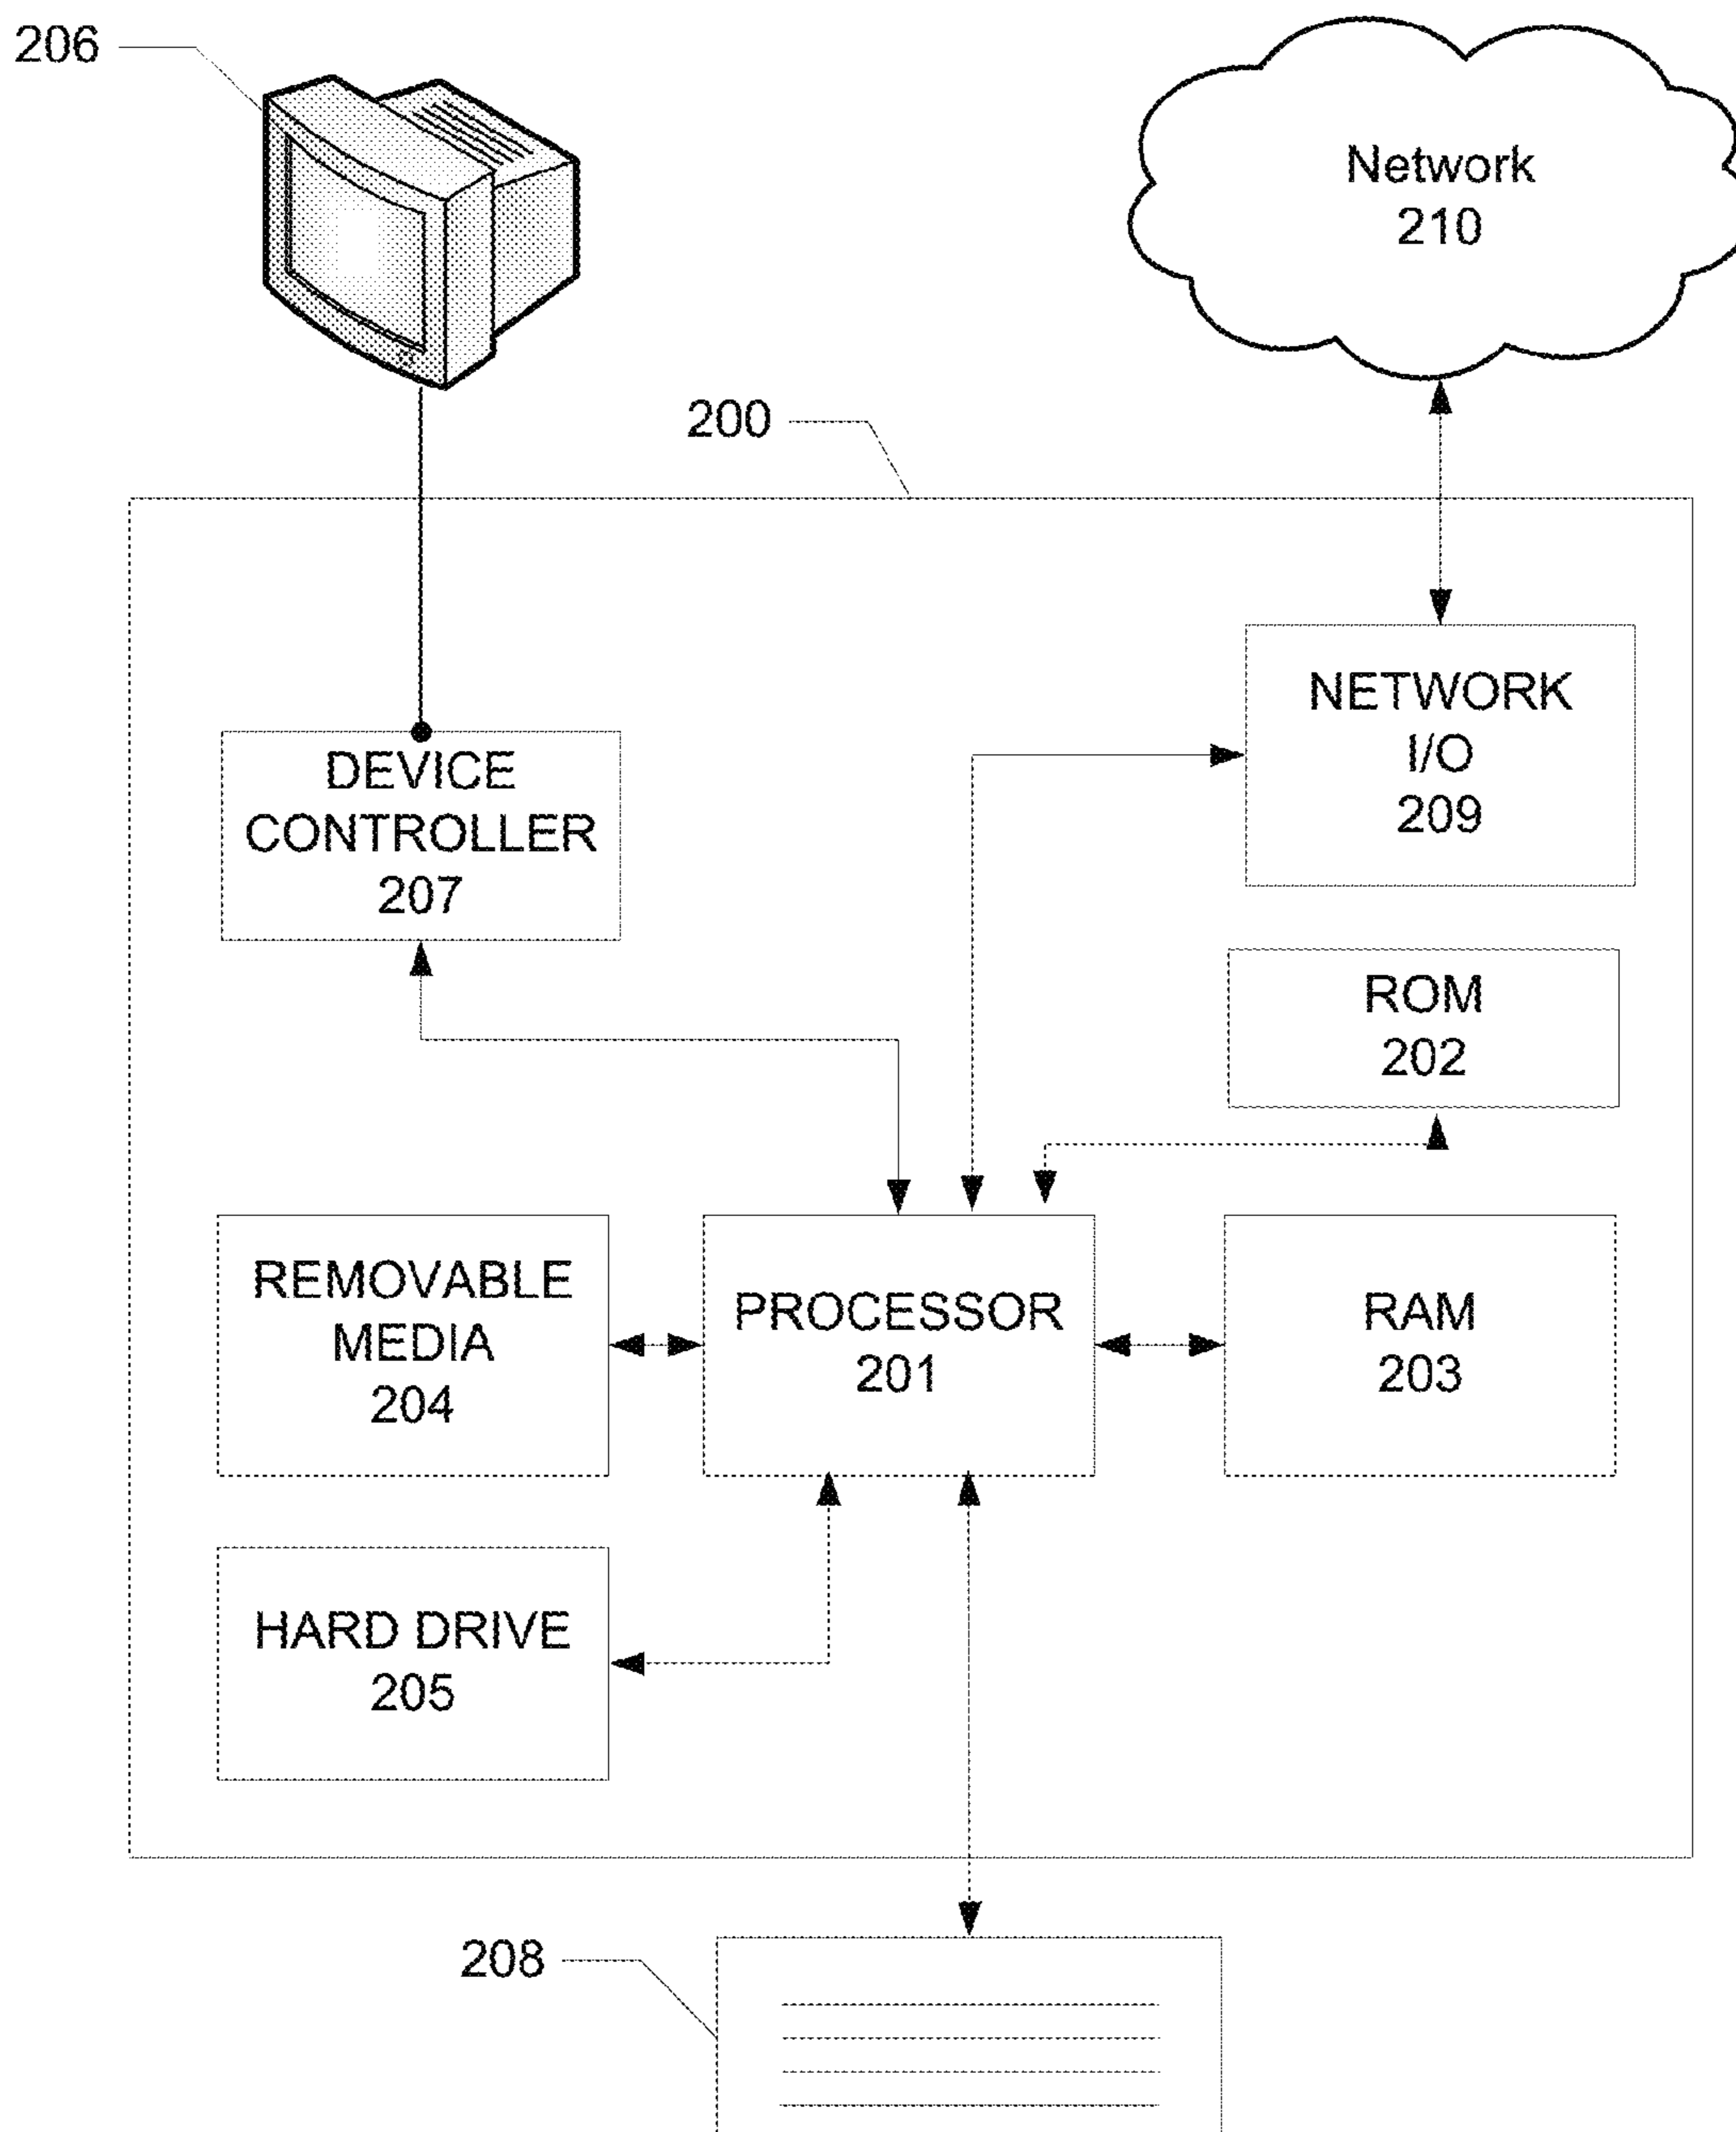 206
Network
210
200
NETWORK
I/O
209
DEVICE
CONTROLLER
207
ROM
202
REMOVABLE
MEDIA
204
PROCESSOR
201
RAM
203
HARD DRIVE
205
208